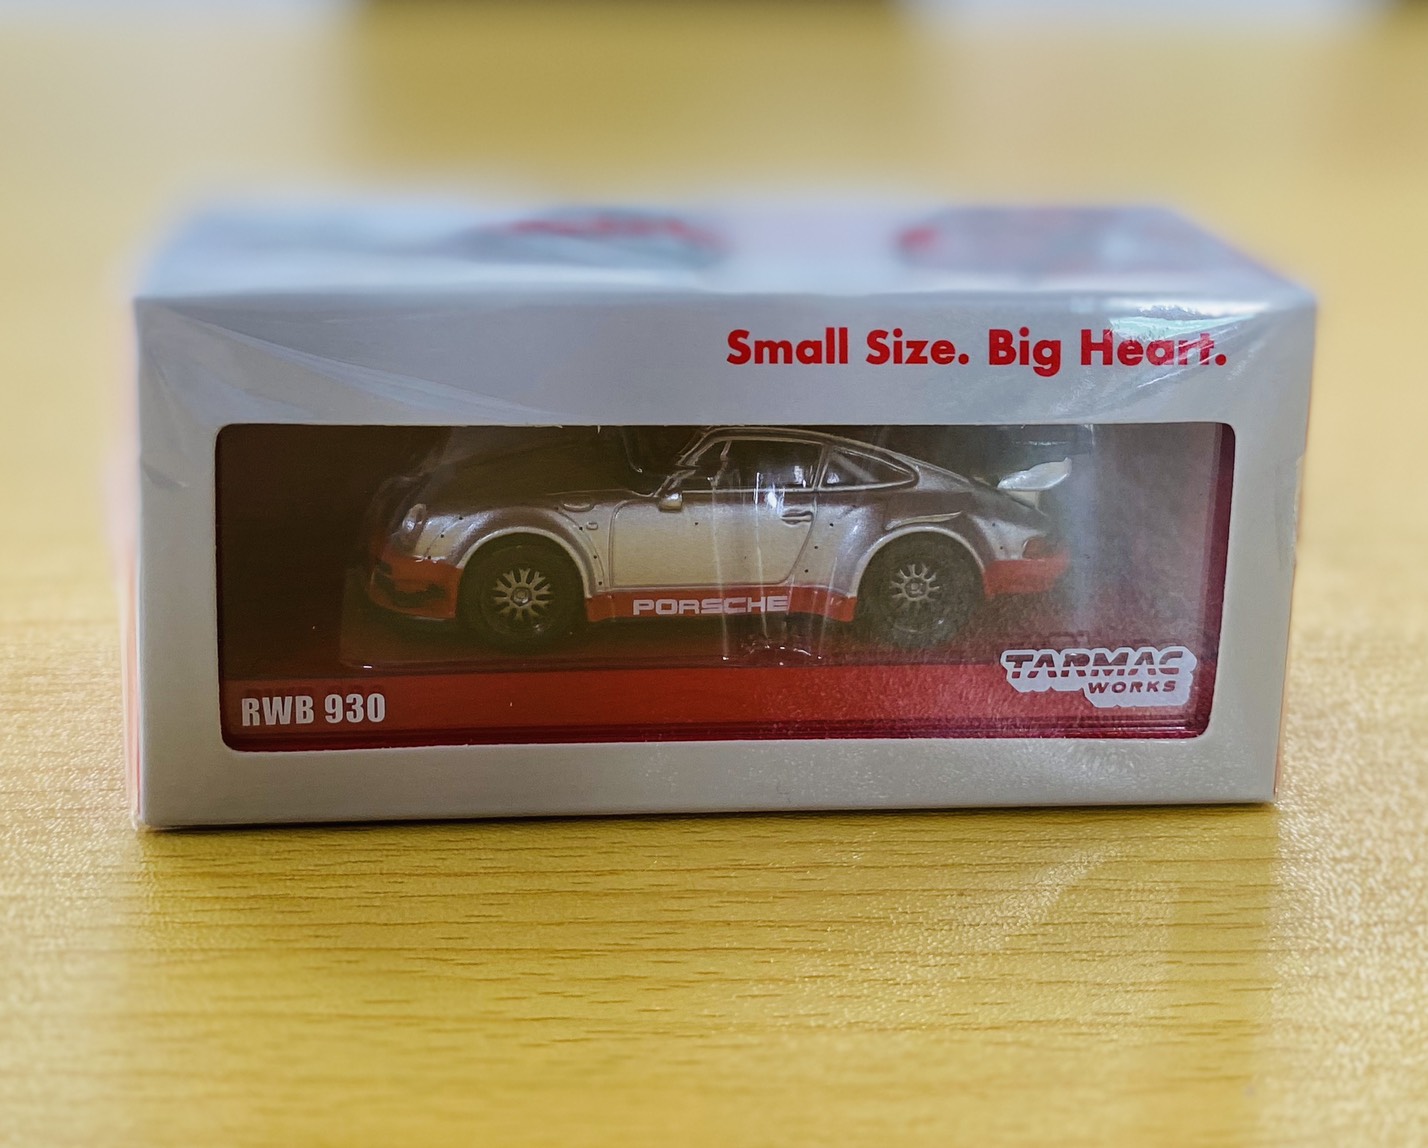 Small Size. Big Heart.
PORSCHE
RWB 930
TARMAC
WORKS